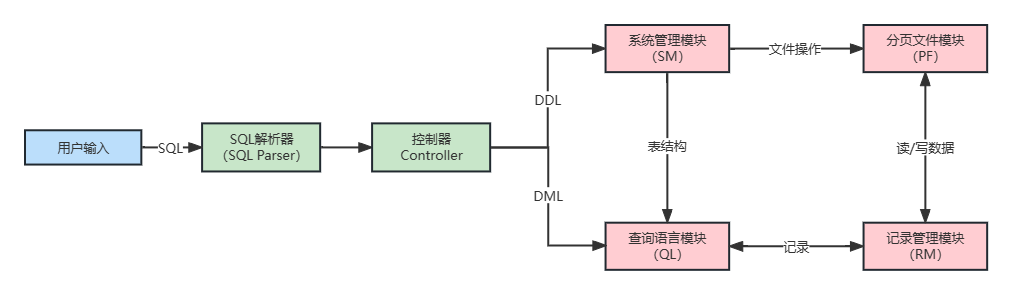 用户输入
SQL
SQL解析器
（SQL Parser）
控制器
Controller
DDL
DML
系统管理模块
（SM）
文件操作
分页文件模块
（PF）
表结构
读/写数据
查询语言模块
（QL）
记录
记录管理模块
（RM）